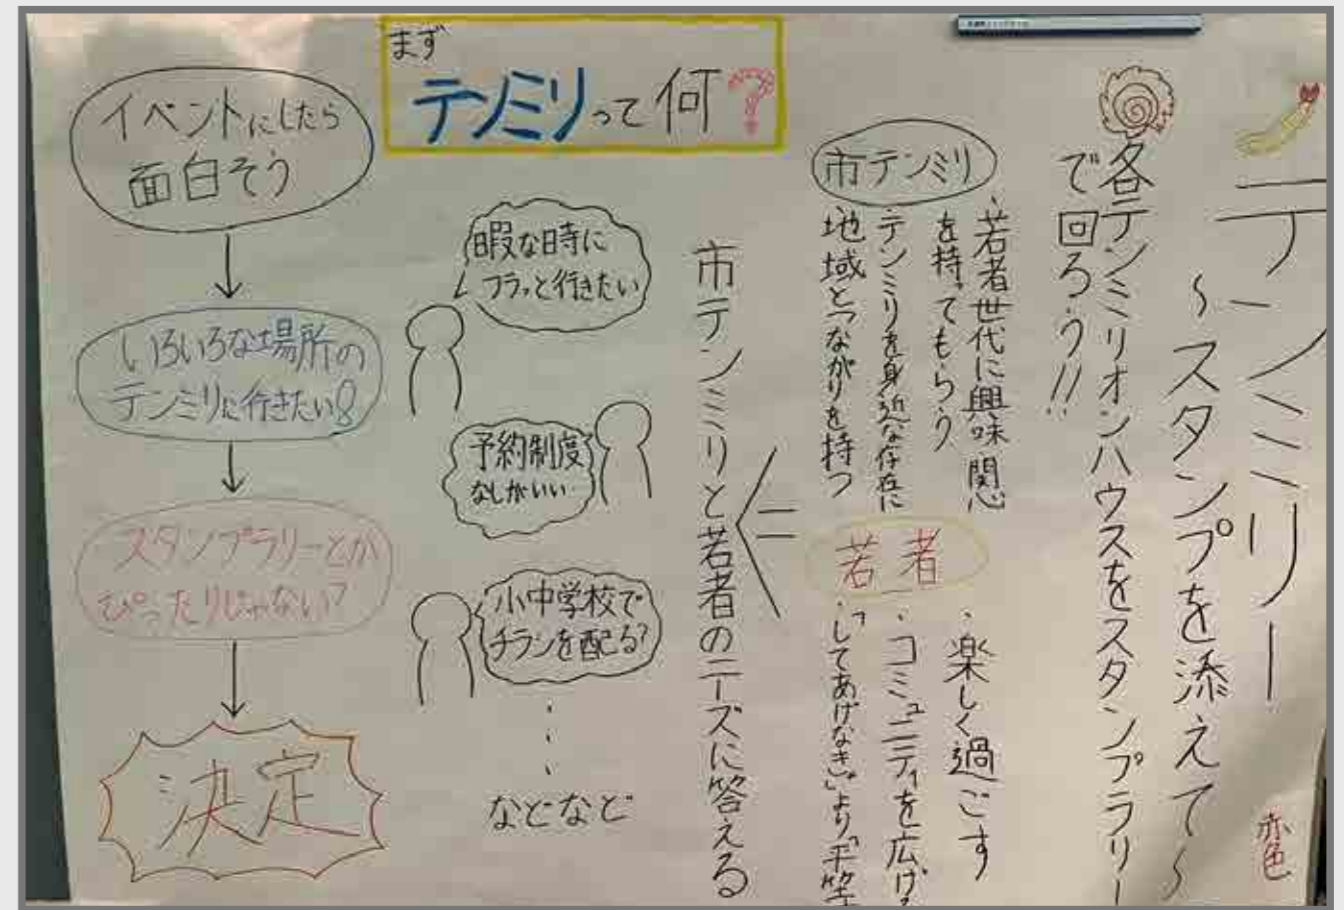 テンミリー
〜スタンプを添えて〜
赤色
各テンミリオンハウスをスタンプラリー
で回ろう!!
市テンミリ
・若者世代に興味関心
を持ってもらう
・テンミリを身近な存在に
・地域とつながりを持つ
若者
・楽しく過ごす
・コミュニティを広げる
・「してあげなきゃ」より「平等
市テンミリと若者のニーズに答える
まず
テンミリって何?
暇な日時に
フラっと行きたい
予約制度
なしがいい…
小中学校で
チラシを配る?
などなど
イベントにしたら
面白そう
いろいろな場所の
テンミリに行きたい!
スタンプラリーとか
ぴったりじゃない?
決定